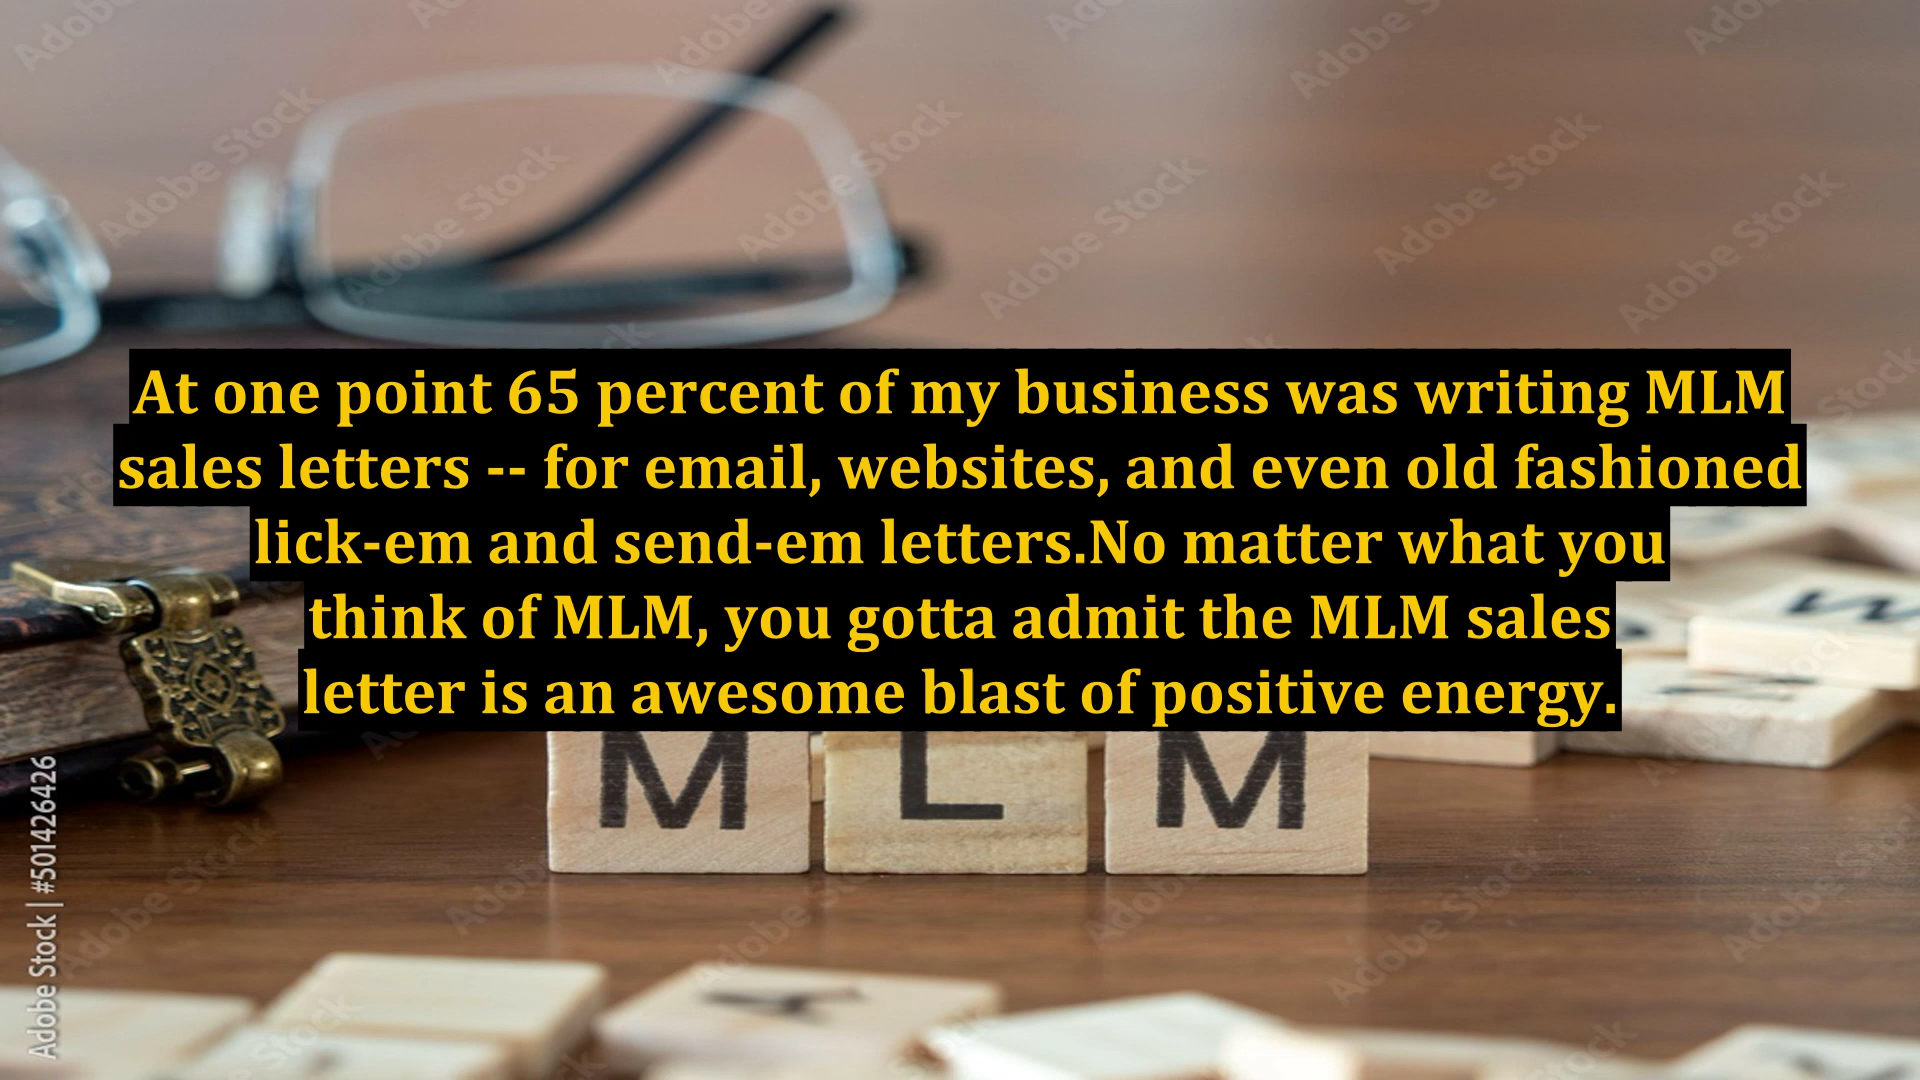 At one point 65 percent of my business was writing MLM
sales letters -- for email, websites, and even old fashioned
lick-em and send-em letters.No matter what you
think of MLM, you gotta admit the MLM sales
letter is an awesome blast of positive energy.
M L M
W
Adobe Stock | #501426426
Adobe Stock